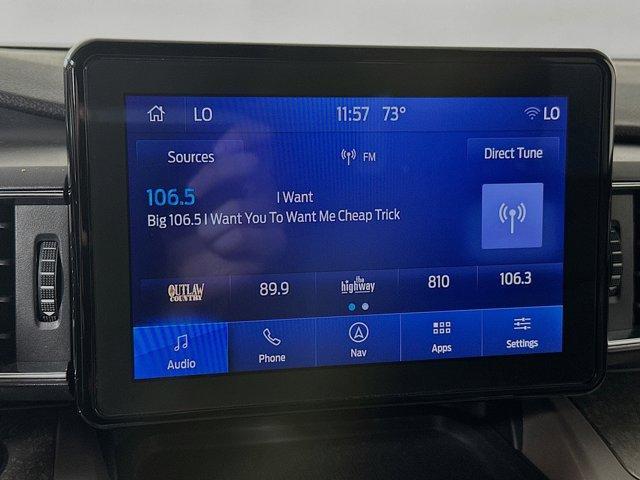 LO 11:57 73° LO
Sources FM Direct Tune
106.5 I Want
Big 106.5 I Want You To Want Me Cheap Trick
OUTLAW COUNTRY 89.9 the highway 810 106.3
Audio Phone Nav Apps Settings